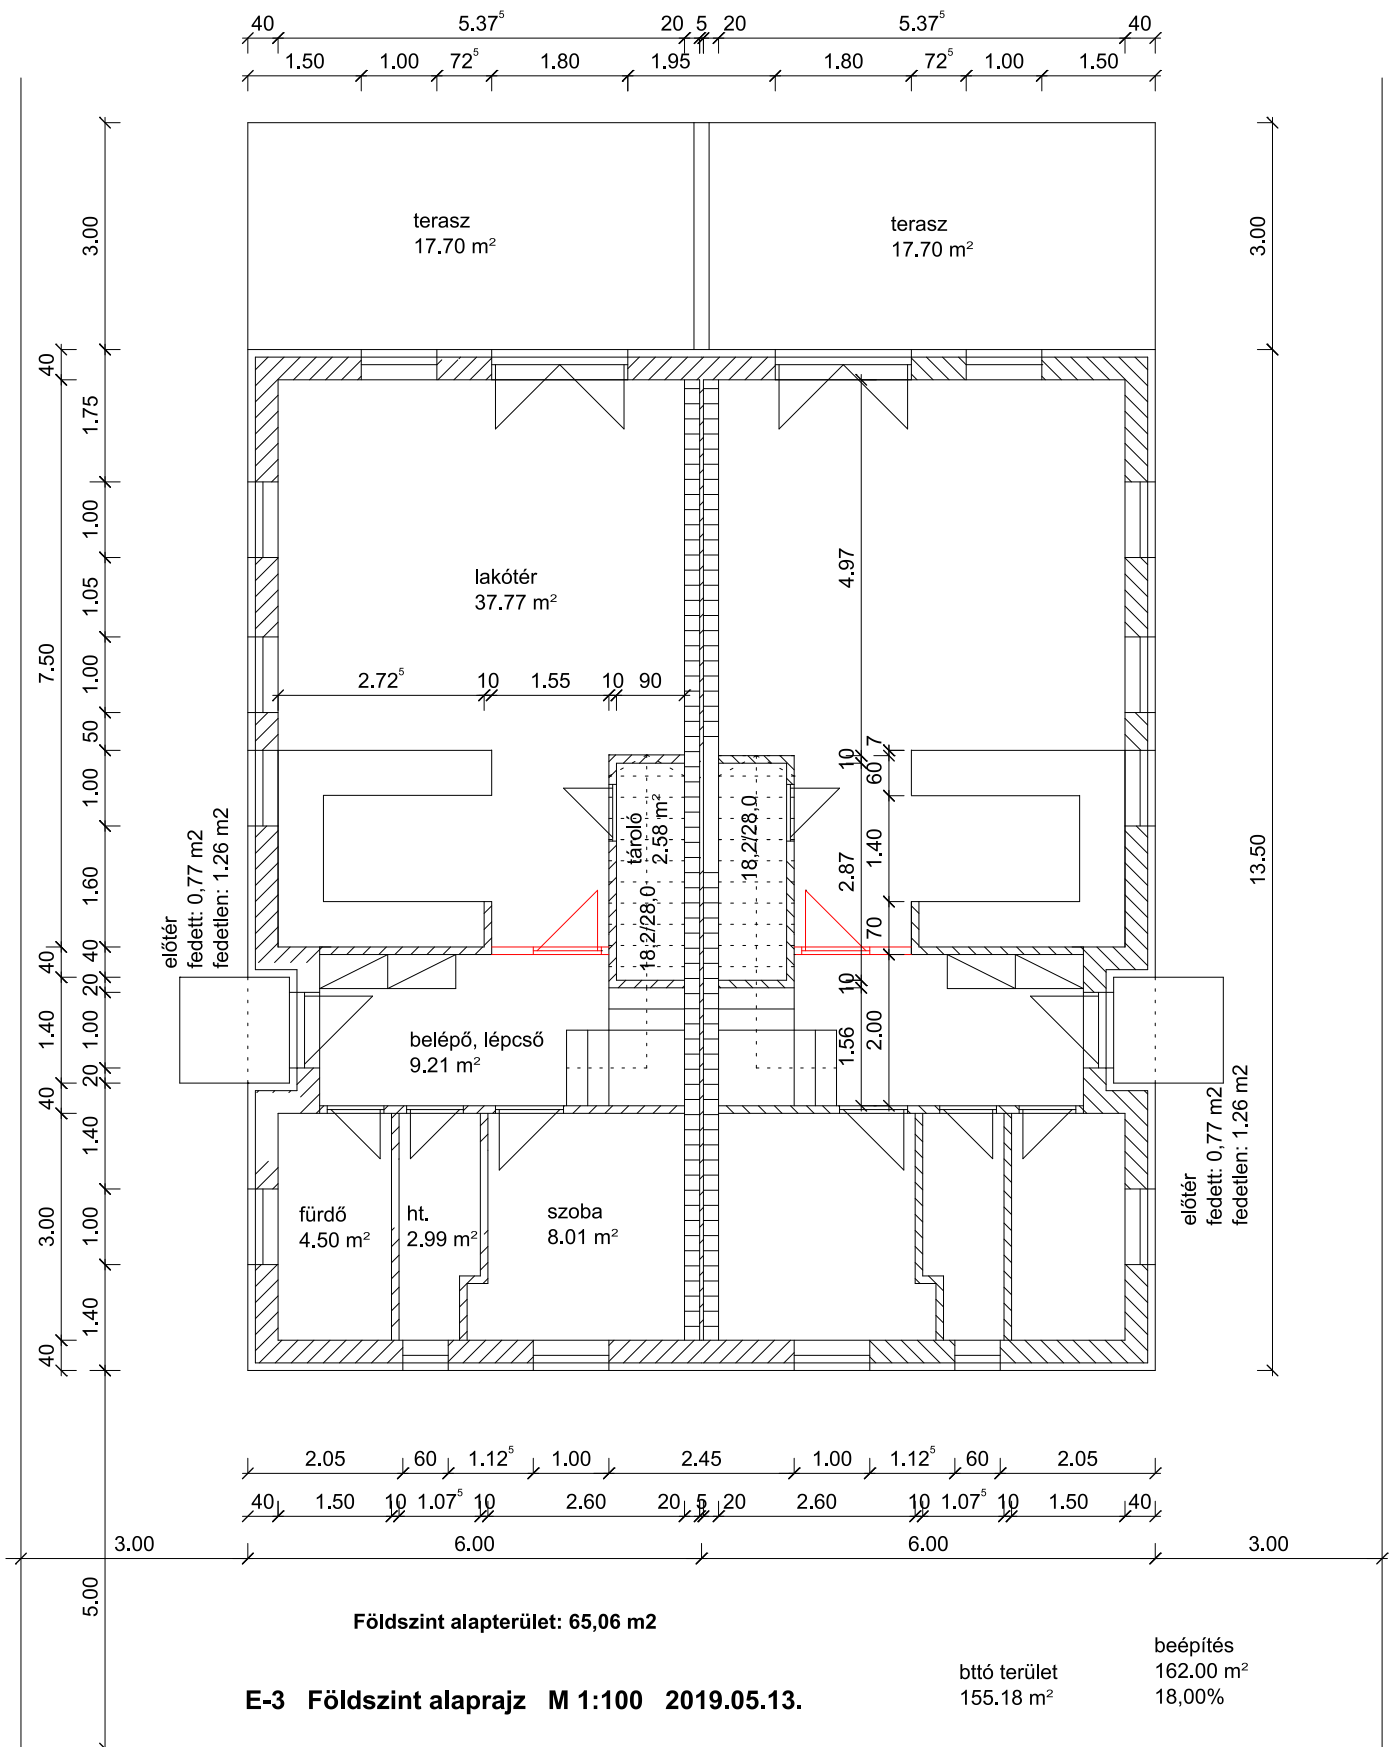 40 5.37⁵ 20 5 20 5.37⁵ 40
1.50 1.00 72⁵ 1.80 1.95 1.80 72⁵ 1.00 1.50
3.00
3.00
terasz
17.70 m²
terasz
17.70 m²
40
7.50
40
1.40
40
3.00
40
1.75
1.00
1.05
1.00
50
1.00
1.60
40
20
1.00
20
1.40
1.00
1.40
lakótér
37.77 m²
2.72⁵ 10 1.55 10 90
4.97
10
2.87
10
1.56
7
60
1.40
70
2.00
13.50
tároló
2.58 m²
18,2/28,0
18,2/28,0
előtér
fedett: 0,77 m2
fedetlen: 1.26 m2
belépő, lépcső
9.21 m²
előtér
fedett: 0,77 m2
fedetlen: 1.26 m2
fürdő
4.50 m²
ht.
2.99 m²
szoba
8.01 m²
2.05 60 1.12⁵ 1.00 2.45 1.00 1.12⁵ 60 2.05
40 1.50 10 1.07⁵ 10 2.60 20 5 20 2.60 10 1.07⁵ 10 1.50 40
3.00 6.00 6.00 3.00
5.00
Földszint alapterület: 65,06 m2
E-3 Földszint alaprajz M 1:100 2019.05.13.
bttó terület
155.18 m²
beépítés
162.00 m²
18,00%